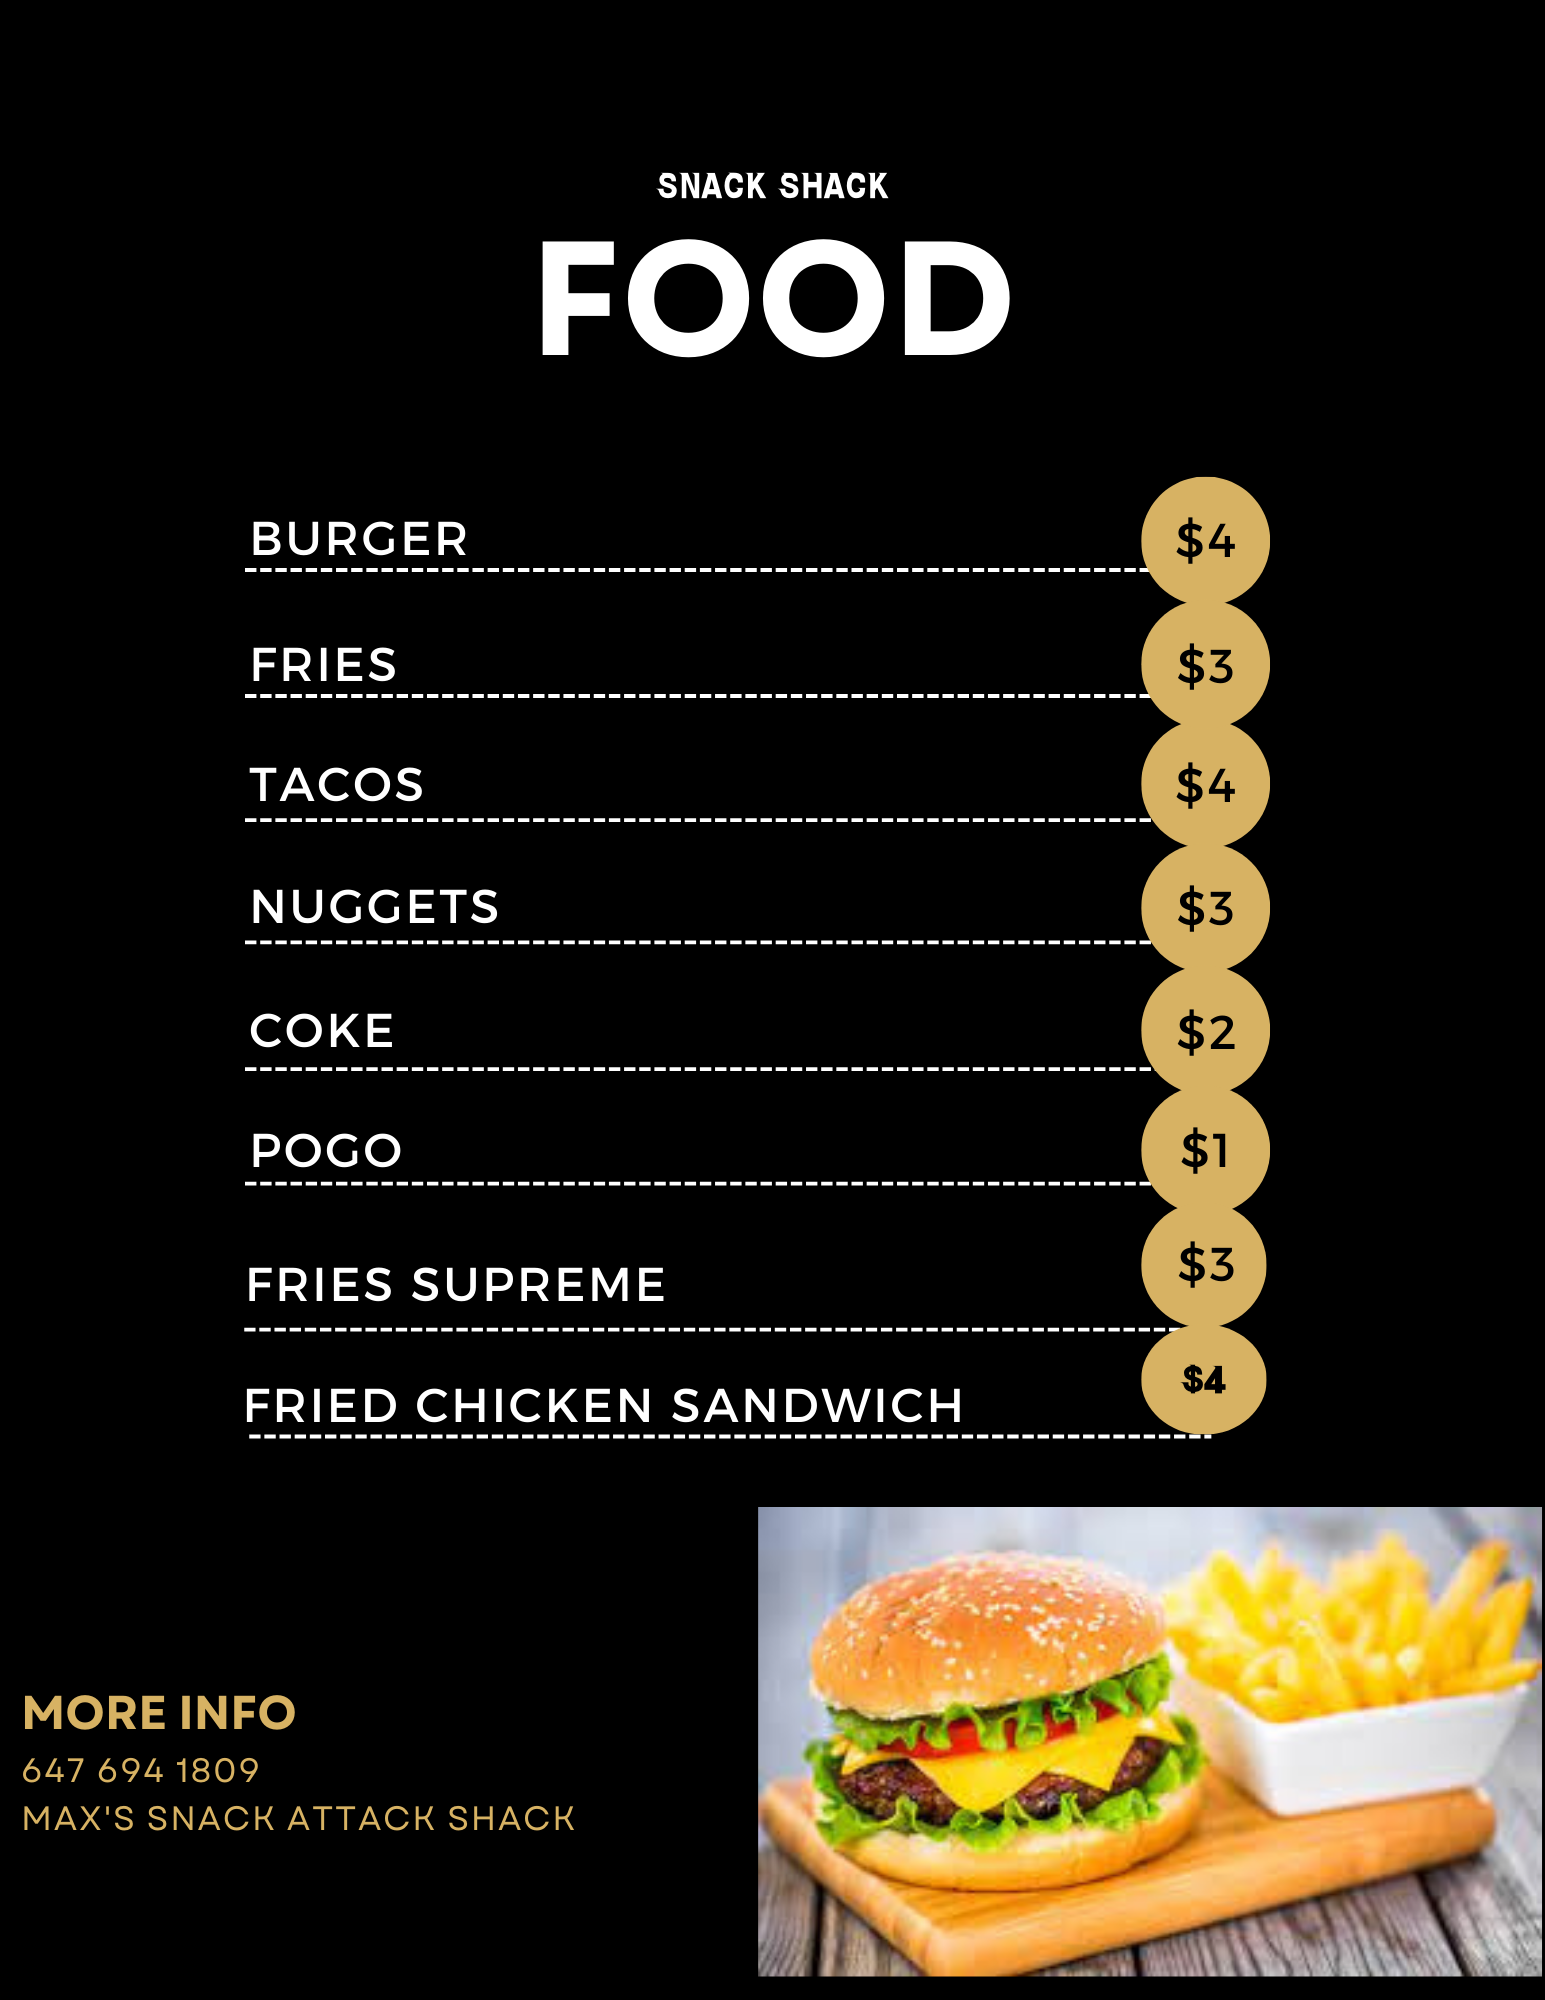 SNACK SHACK
FOOD
BURGER $4
FRIES $3
TACOS $4
NUGGETS $3
COKE $2
POGO $1
FRIES SUPREME $3
FRIED CHICKEN SANDWICH $4
MORE INFO
647 694 1809
MAX'S SNACK ATTACK SHACK